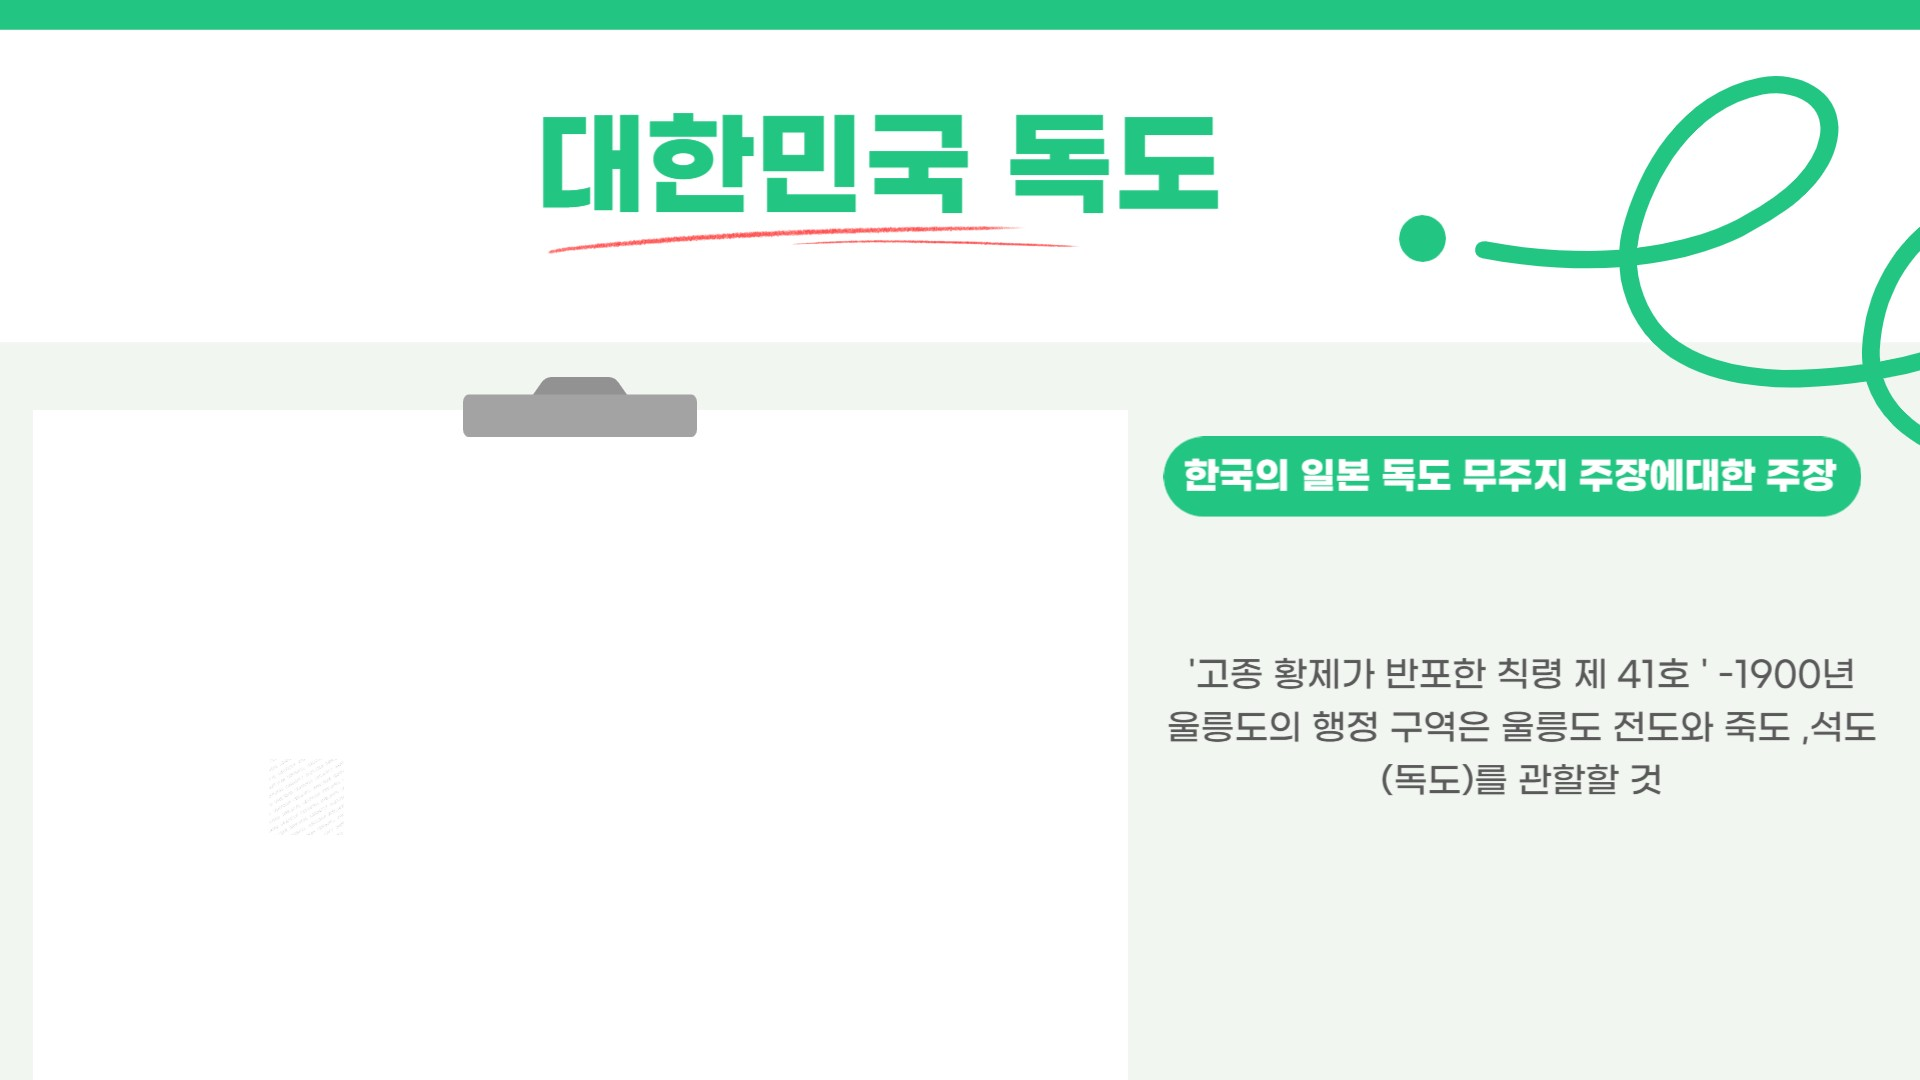 대한민국 독도
한국의 일본 독도 무주지 주장에대한 주장
'고종 황제가 반포한 칙령 제 41호 ' -1900년
울릉도의 행정 구역은 울릉도 전도와 죽도 ,석도
(독도)를 관할할 것